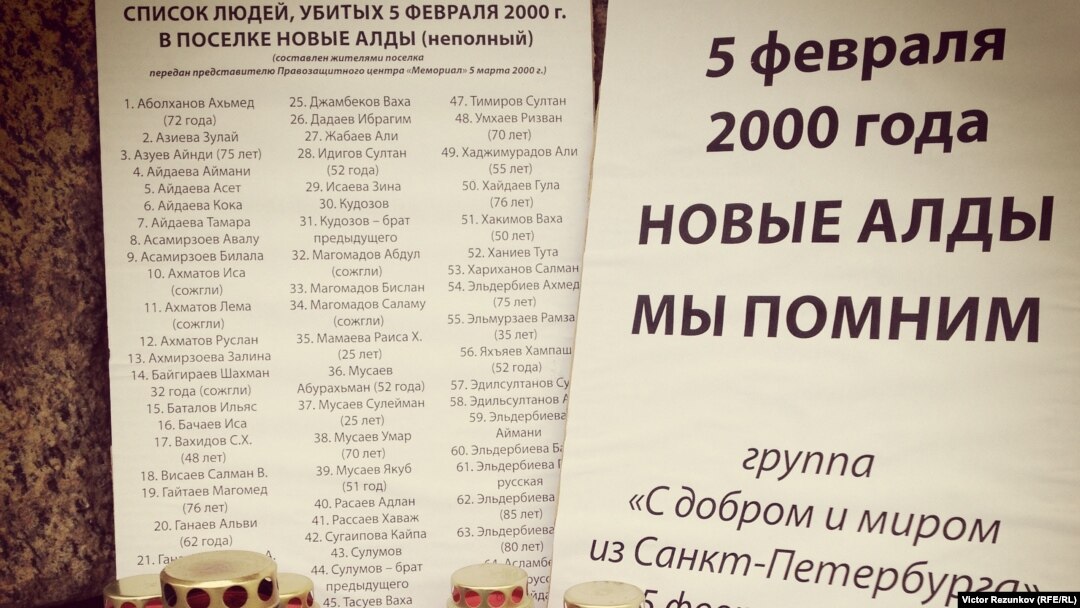 СПИСОК ЛЮДЕЙ, УБИТЫХ 5 ФЕВРАЛЯ 2000 г.
В ПОСЕЛКЕ НОВЫЕ АЛДЫ (неполный)
(составлен жителями поселка
передан представителю Правозащитного центра «Мемориал» 5 марта 2000 г.)
1. Аболханов Ахьмед
(72 года)
2. Азиева Зулай
3. Азуев Айнди (75 лет)
4. Айдаева Аймани
5. Айдаева Асет
6. Айдаева Кока
7. Айдаева Тамара
8. Асамирзоев Авалу
9. Асамирзоев Билала
10. Ахматов Иса
(сожгли)
11. Ахматов Лема
(сожгли)
12. Ахматов Руслан
13. Ахмирзоева Залина
14. Байгираев Шахман
32 года (сожгли)
15. Баталов Ильяс
16. Бачаев Иса
17. Вахидов С.Х.
(48 лет)
18. Висаев Салман В.
19. Гайтаев Магомед
(76 лет)
20. Ганаев Альви
(62 года)
21.
25. Джамбеков Ваха
26. Дадаев Ибрагим
27. Жабаев Али
28. Идигов Султан
(52 года)
29. Исаева Зина
30. Кудозов
31. Кудозов – брат
предыдущего
32. Магомадов Абдул
(сожгли)
33. Магомадов Бислан
34. Магомадов Саламу
(сожгли)
35. Мамаева Раиса Х.
(25 лет)
36. Мусаев
Абурахьман (52 года)
37. Мусаев Сулейман
(25 лет)
38. Мусаев Умар
(70 лет)
39. Мусаев Якуб
(51 год)
40. Расаев Адлан
41. Рассаев Хаваж
42. Сугаипова Кайпа
43. Сулумов
44. Сулумов – брат
предыдущего
45. Тасуев Ваха
47. Тимиров Султан
48. Умхаев Ризван
(70 лет)
49. Хаджимурадов Али
(55 лет)
50. Хайдаев Гула
(76 лет)
51. Хакимов Ваха
(50 лет)
52. Ханиев Тута
53. Хариханов Салман
54. Эльдербиев Ахмед
(75 лет)
55. Эльмурзаев Рамза
(35 лет)
56. Яхъяев Хампаш
(52 года)
57. Эдилсултанов
58. Эдильсултанов
59. Эльдербиева
Аймани
60. Эльдербиева
61. Эльдербиева
русская
62. Эльдербиева
(85 лет)
63. Эльдербиева
(80 лет)
5 февраля
2000 года
НОВЫЕ АЛДЫ
МЫ ПОМНИМ
группа
«С добром и миром
из Санкт-Петербурга»
Victor Rezunkov (RFE/RL)